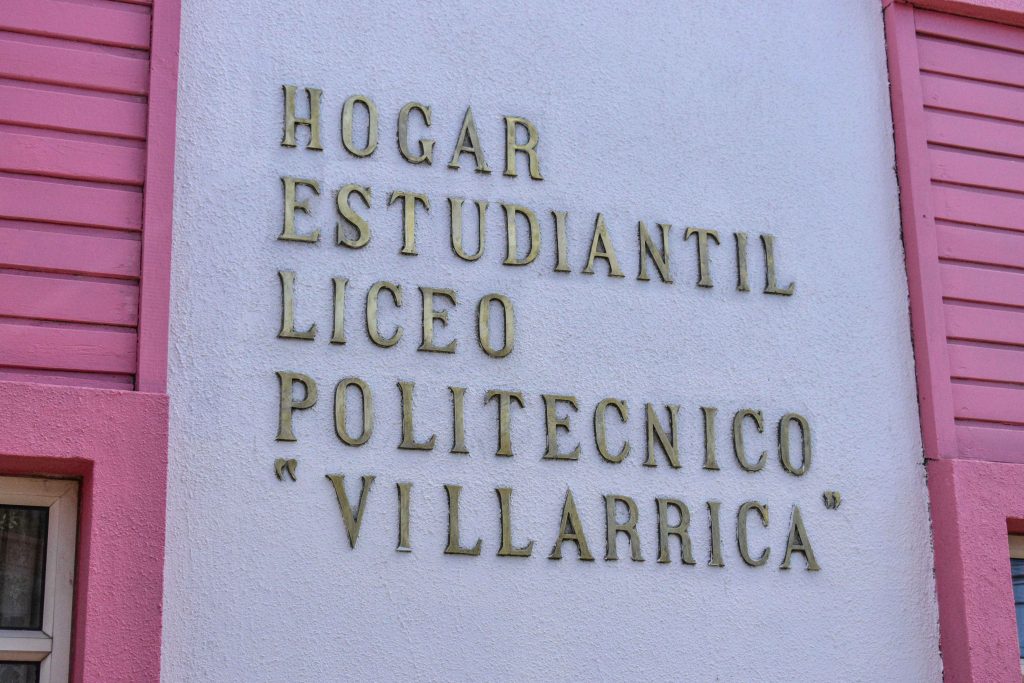 HOGAR
ESTUDIANTIL
LICEO
POLITECNICO
"VILLARRICA"